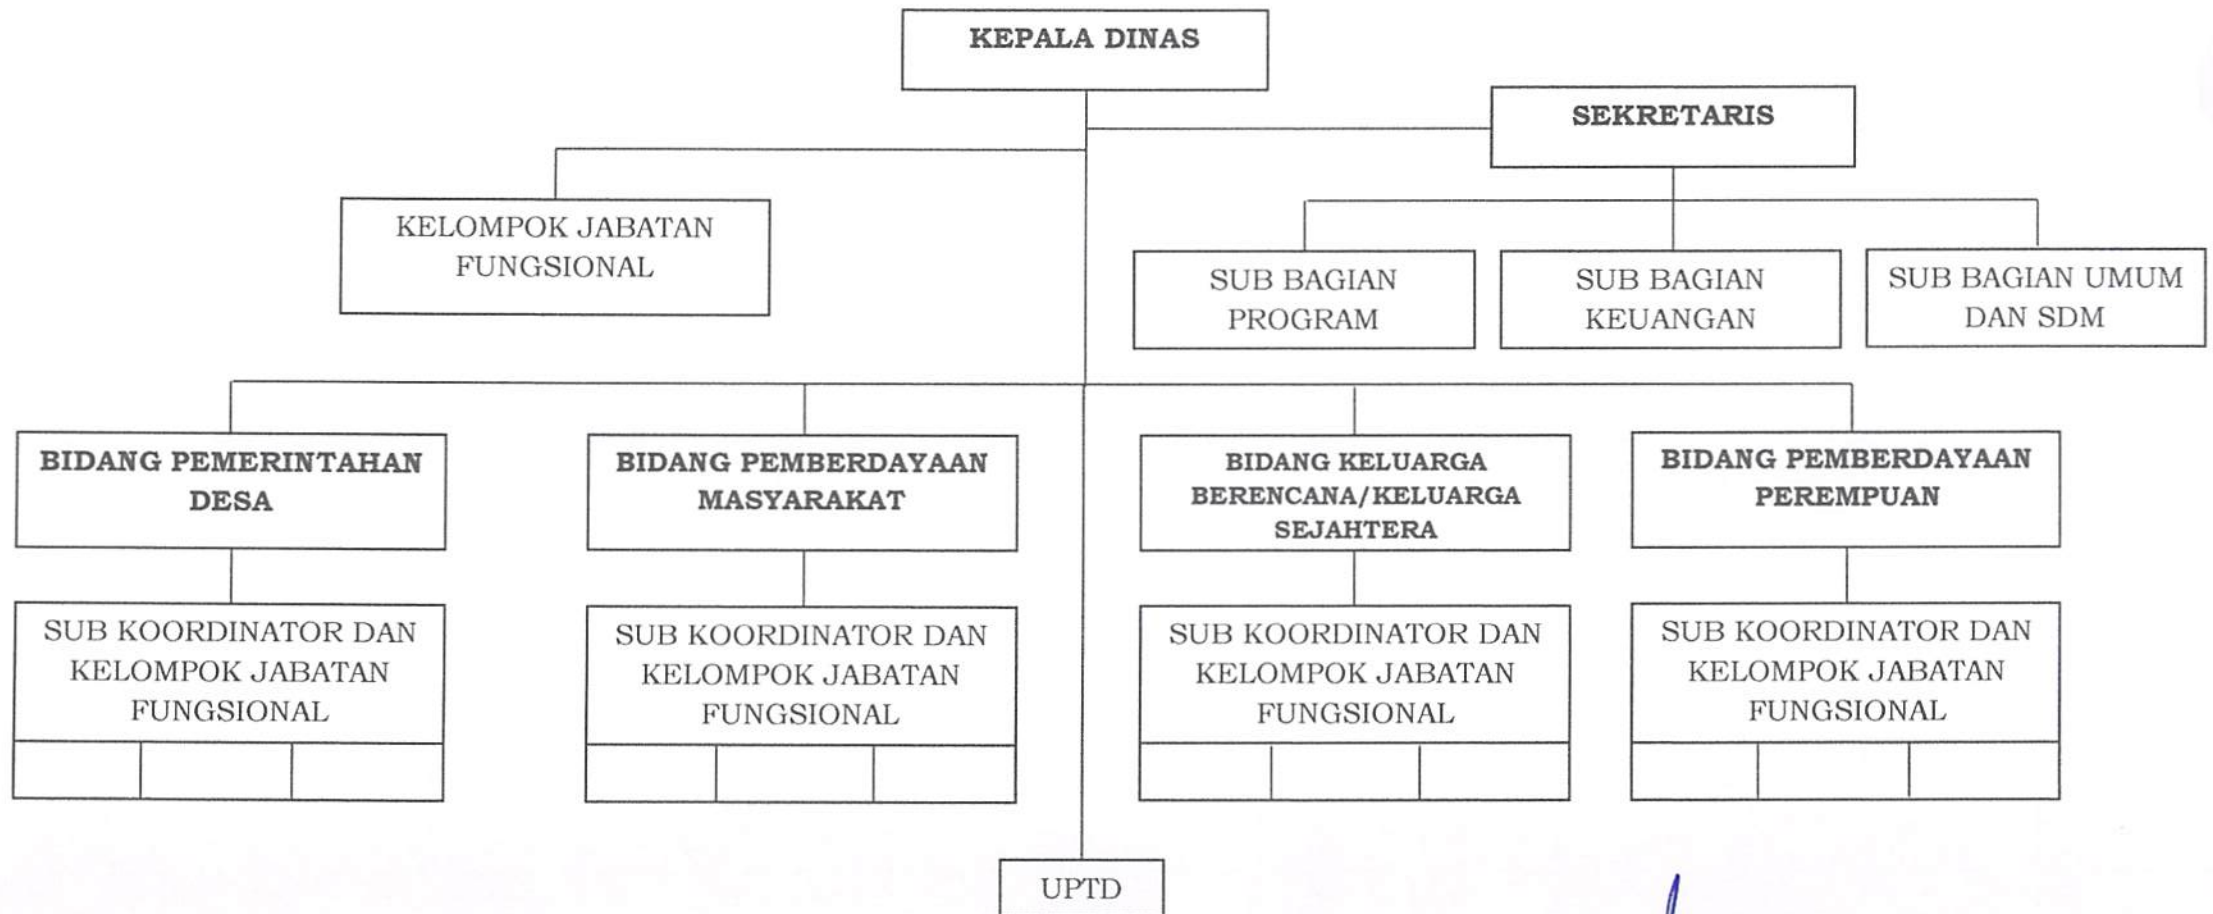 KEPALA DINAS
SEKRETARIS
KELOMPOK JABATAN
FUNGSIONAL
SUB BAGIAN
PROGRAM
SUB BAGIAN
KEUANGAN
SUB BAGIAN UMUM
DAN SDM
BIDANG PEMERINTAHAN
DESA
BIDANG PEMBERDAYAAN
MASYARAKAT
BIDANG KELUARGA
BERENCANA/KELUARGA
SEJAHTERA
BIDANG PEMBERDAYAAN
PEREMPUAN
SUB KOORDINATOR DAN
KELOMPOK JABATAN
FUNGSIONAL
SUB KOORDINATOR DAN
KELOMPOK JABATAN
FUNGSIONAL
SUB KOORDINATOR DAN
KELOMPOK JABATAN
FUNGSIONAL
SUB KOORDINATOR DAN
KELOMPOK JABATAN
FUNGSIONAL
UPTD